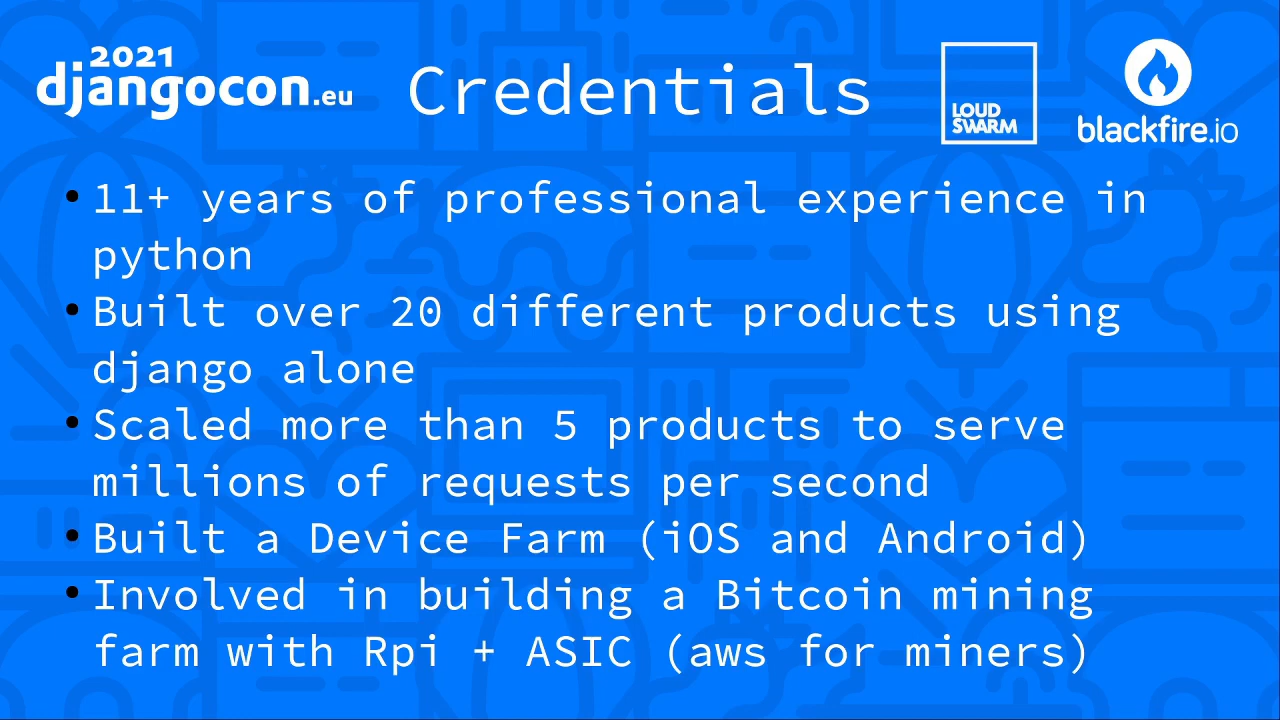 2021
djangocon.eu
Credentials
LOUD
SWARM
blackfire.io
• 11+ years of professional experience in
python
• Built over 20 different products using
django alone
• Scaled more than 5 products to serve
millions of requests per second
• Built a Device Farm (iOS and Android)
• Involved in building a Bitcoin mining
farm with Rpi + ASIC (aws for miners)